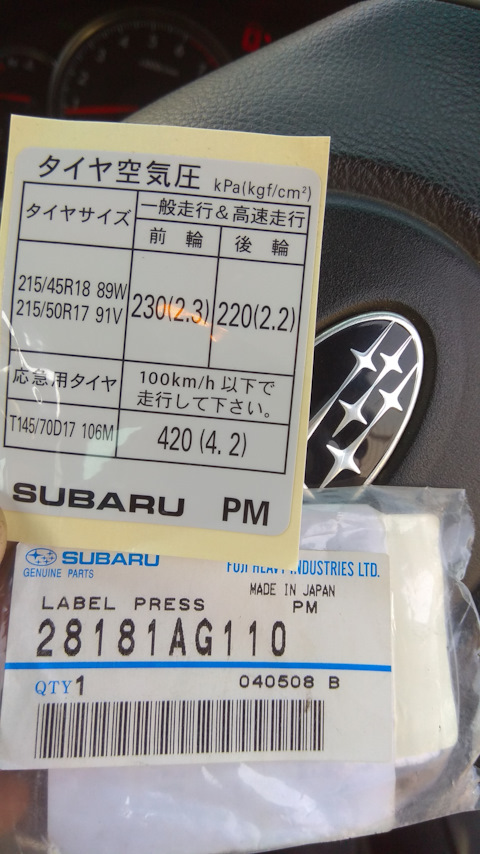 タイヤ空気圧 kPa(kgf/cm²)
タイヤサイズ 一般走行&高速走行
前輪 後輪
215/45R18 89W
215/50R17 91V
230(2.3) 220(2.2)
応急用タイヤ 100km/h以下で
走行して下さい。
T145/70D17 106M 420(4.2)
SUBARU PM
SUBARU FUJI HEAVY INDUSTRIES LTD.
GENUINE PARTS
MADE IN JAPAN
LABEL PRESS PM
28181AG110
QTY 1 040508 B